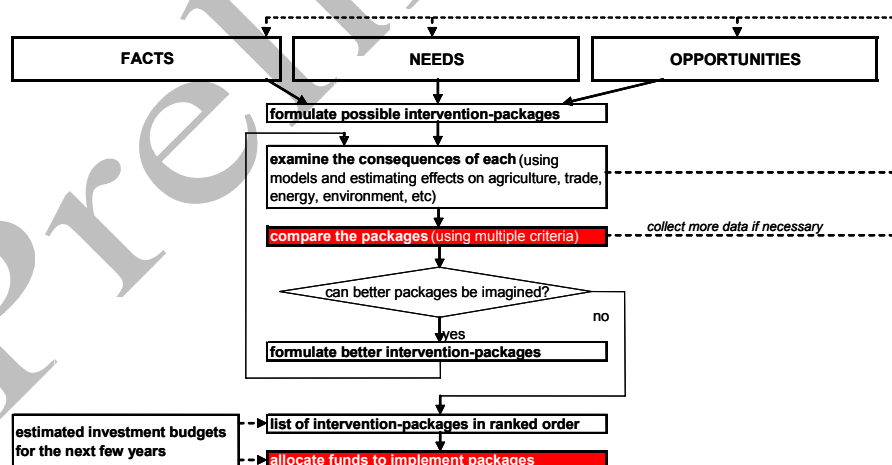 FACTS
NEEDS
OPPORTUNITIES
formulate possible intervention-packages
examine the consequences of each (using
models and estimating effects on agriculture, trade,
energy, environment, etc)
compare the packages (using multiple criteria)
collect more data if necessary
can better packages be imagined?
no
yes
formulate better intervention-packages
list of intervention-packages in ranked order
estimated investment budgets
for the next few years
allocate funds to implement packages
Preli